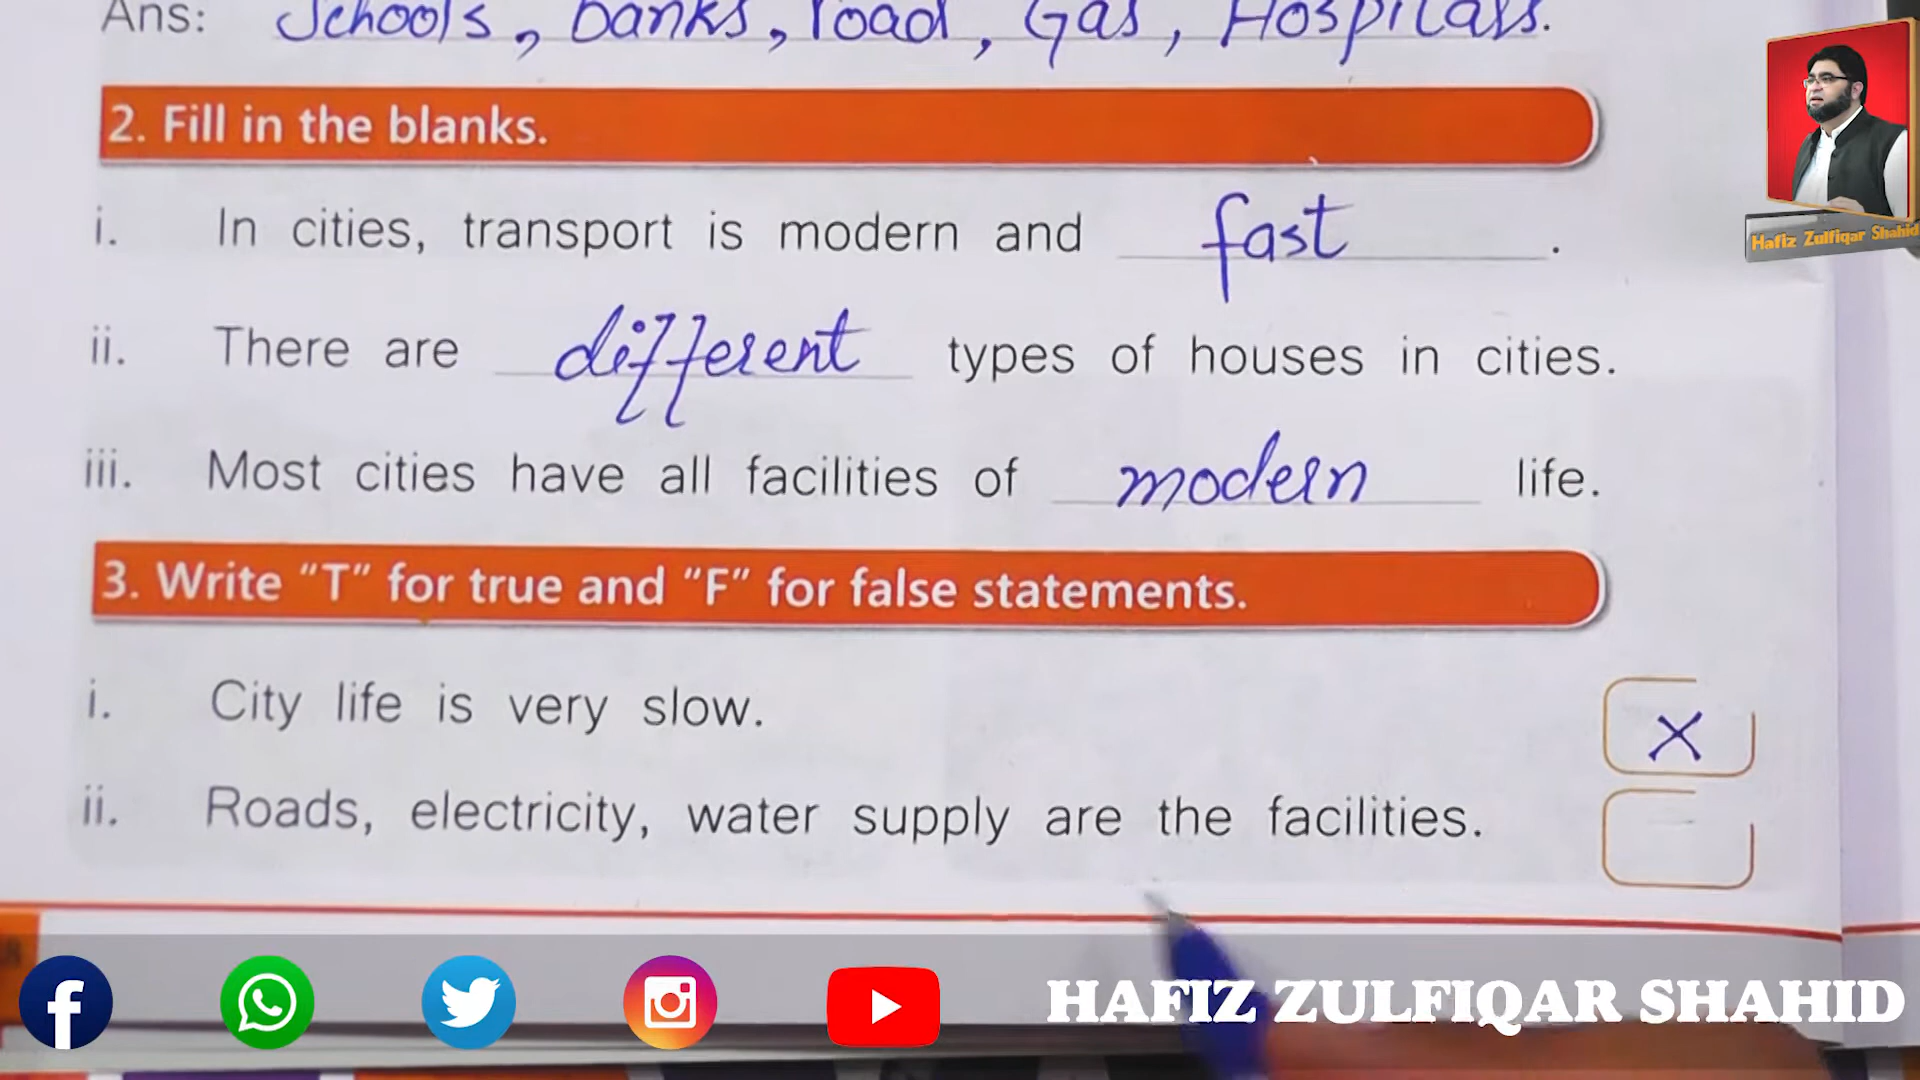 Ans: Schools, banks, road, Gas, Hospitals.
2. Fill in the blanks.
i. In cities, transport is modern and fast.
ii. There are different types of houses in cities.
iii. Most cities have all facilities of modern life.
3. Write “T” for true and “F” for false statements.
i. City life is very slow. X
ii. Roads, electricity, water supply are the facilities.
Hafiz Zulfiqar Shahid
HAFIZ ZULFIQAR SHAHID